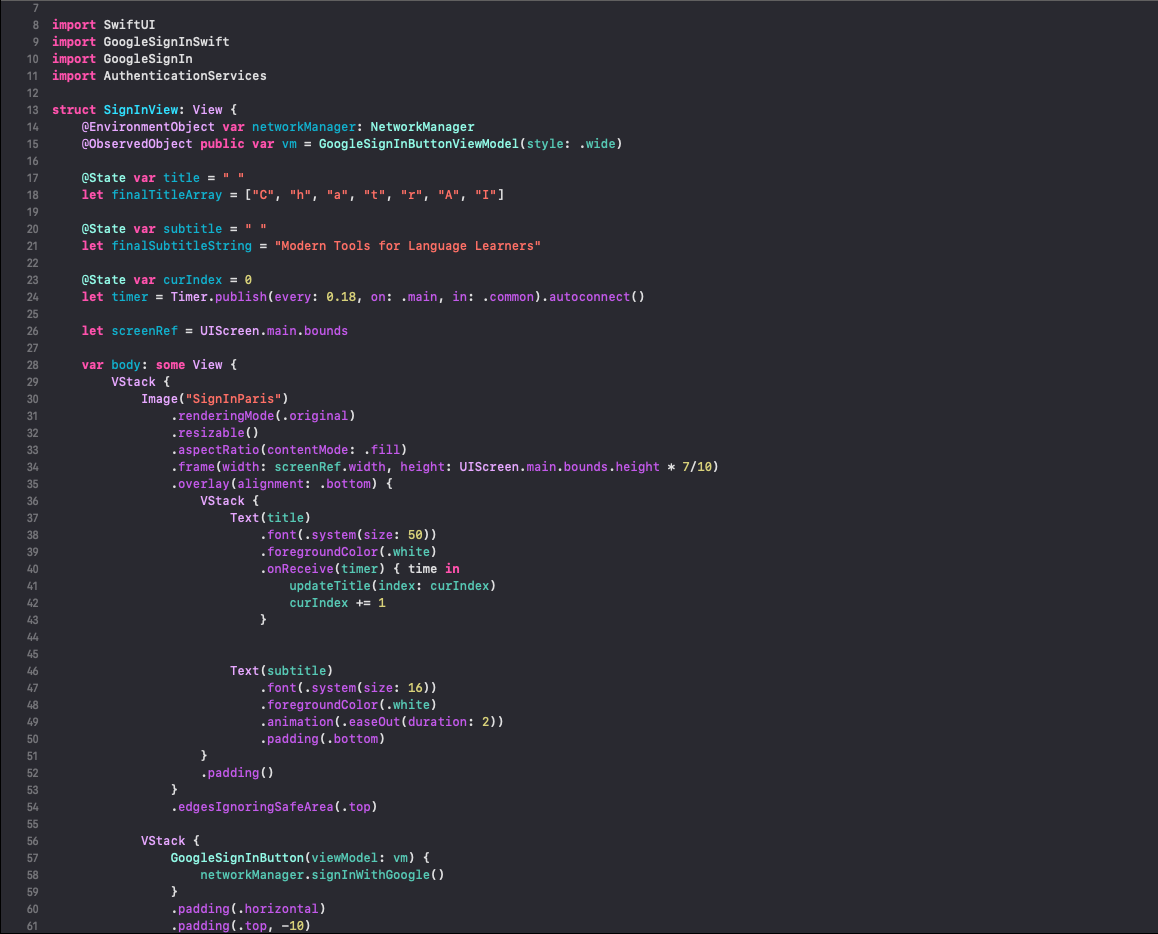 7
8 import SwiftUI
9 import GoogleSignInSwift
10 import GoogleSignIn
11 import AuthenticationServices
12
13 struct SignInView: View {
14     @EnvironmentObject var networkManager: NetworkManager
15     @ObservedObject public var vm = GoogleSignInButtonViewModel(style: .wide)
16
17     @State var title = " "
18     let finalTitleArray = ["C", "h", "a", "t", "r", "A", "I"]
19
20     @State var subtitle = " "
21     let finalSubtitleString = "Modern Tools for Language Learners"
22
23     @State var curIndex = 0
24     let timer = Timer.publish(every: 0.18, on: .main, in: .common).autoconnect()
25
26     let screenRef = UIScreen.main.bounds
27
28     var body: some View {
29         VStack {
30             Image("SignInParis")
31                 .renderingMode(.original)
32                 .resizable()
33                 .aspectRatio(contentMode: .fill)
34                 .frame(width: screenRef.width, height: UIScreen.main.bounds.height * 7/10)
35                 .overlay(alignment: .bottom) {
36                     VStack {
37                         Text(title)
38                             .font(.system(size: 50))
39                             .foregroundColor(.white)
40                             .onReceive(timer) { time in
41                                 updateTitle(index: curIndex)
42                                 curIndex += 1
43                             }
44
45
46                         Text(subtitle)
47                             .font(.system(size: 16))
48                             .foregroundColor(.white)
49                             .animation(.easeOut(duration: 2))
50                             .padding(.bottom)
51                     }
52                     .padding()
53                 }
54                 .edgesIgnoringSafeArea(.top)
55
56             VStack {
57                 GoogleSignInButton(viewModel: vm) {
58                     networkManager.signInWithGoogle()
59                 }
60                 .padding(.horizontal)
61                 .padding(.top, -10)